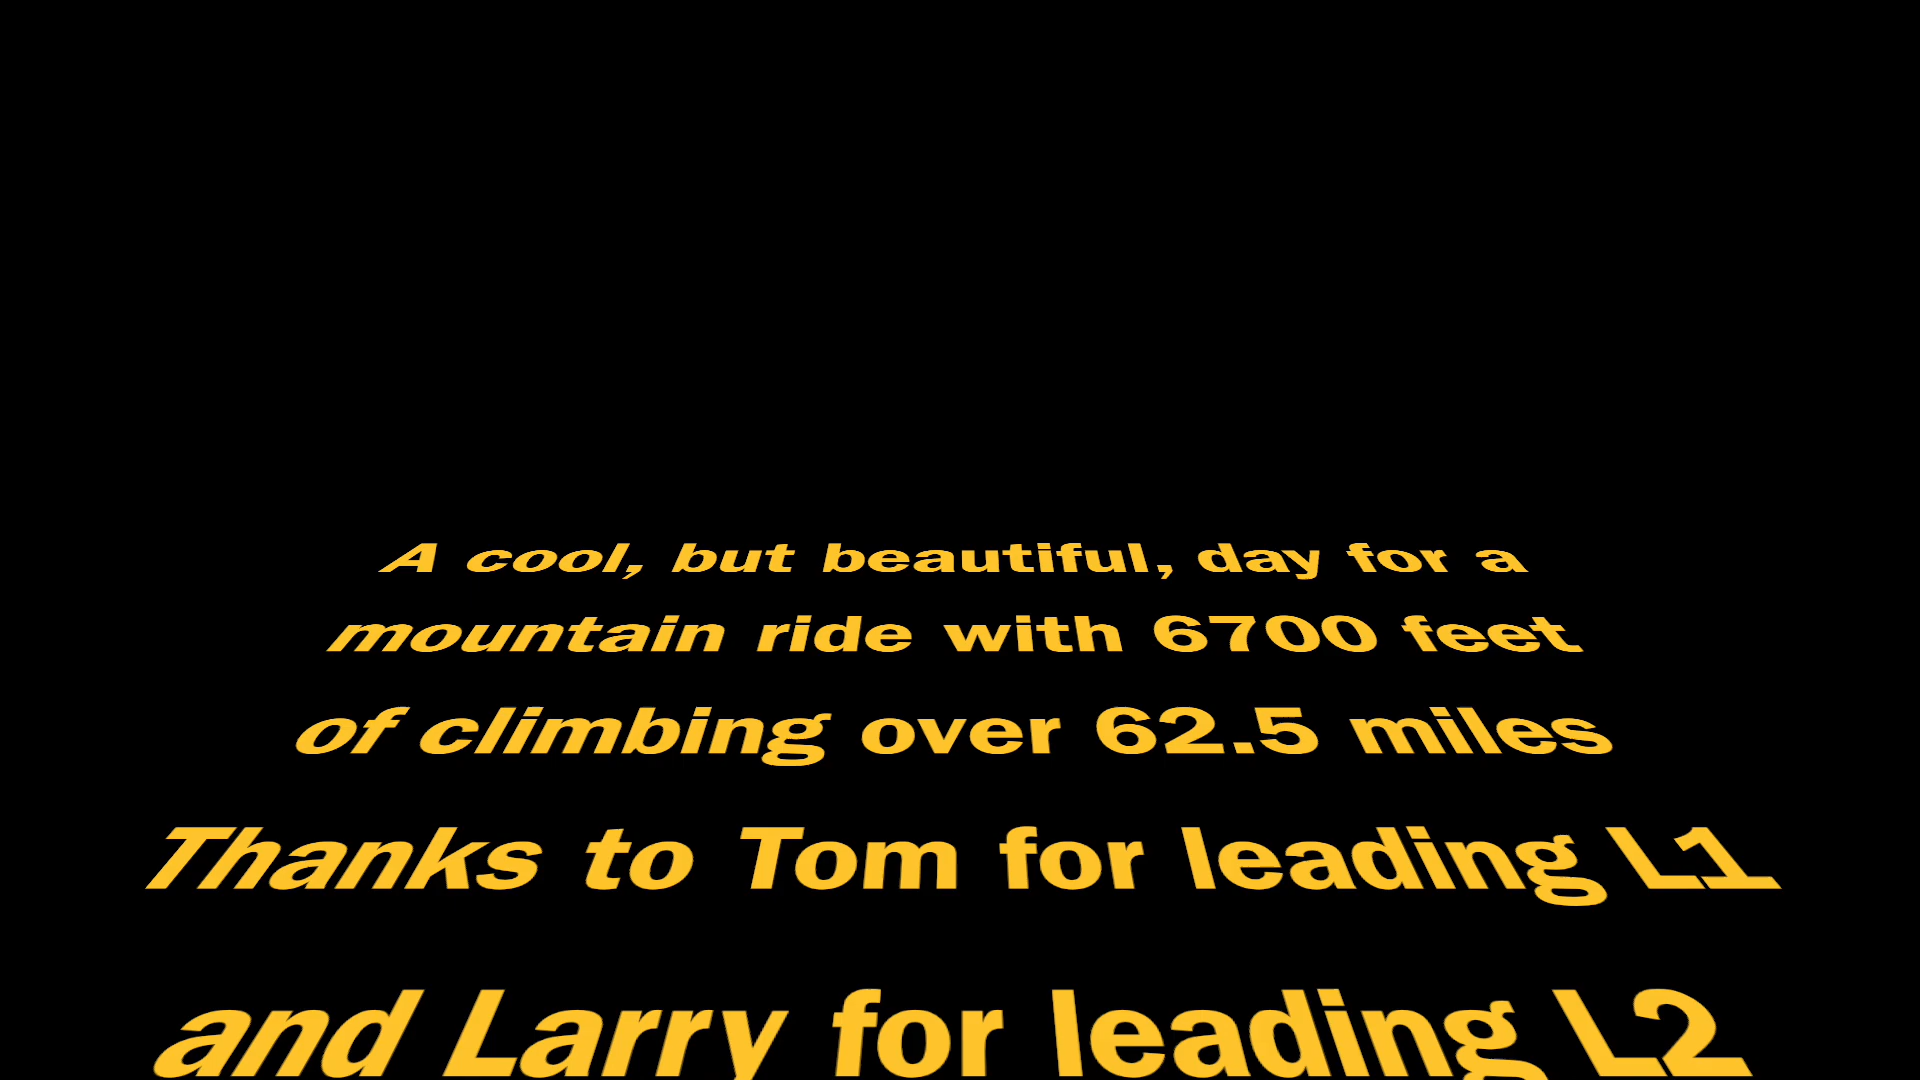 A cool, but beautiful, day for a
mountain ride with 6700 feet
of climbing over 62.5 miles
Thanks to Tom for leading L1
and Larry for leading L2